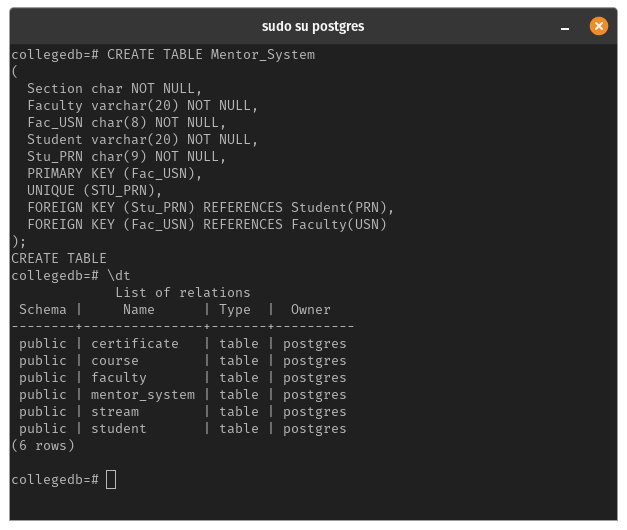 sudo su postgres
collegedb=# CREATE TABLE Mentor_System
(
  Section char NOT NULL,
  Faculty varchar(20) NOT NULL,
  Fac_USN char(8) NOT NULL,
  Student varchar(20) NOT NULL,
  Stu_PRN char(9) NOT NULL,
  PRIMARY KEY (Fac_USN),
  UNIQUE (STU_PRN),
  FOREIGN KEY (Stu_PRN) REFERENCES Student(PRN),
  FOREIGN KEY (Fac_USN) REFERENCES Faculty(USN)
);
CREATE TABLE
collegedb=# \dt
             List of relations
 Schema |     Name      | Type  |  Owner
--------+---------------+-------+----------
 public | certificate   | table | postgres
 public | course        | table | postgres
 public | faculty       | table | postgres
 public | mentor_system | table | postgres
 public | stream        | table | postgres
 public | student       | table | postgres
(6 rows)

collegedb=#